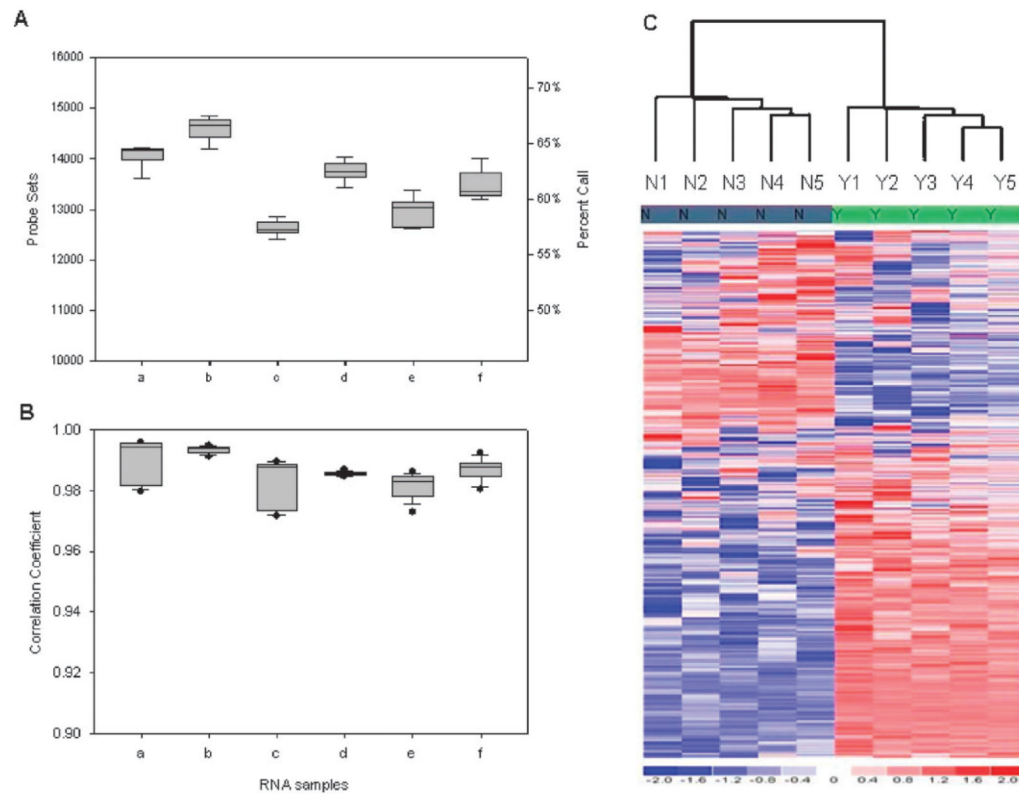 A
16000
15000
14000
13000
12000
11000
10000
Probe Sets
70%
65%
60%
55%
50%
Percent Call
a b c d e f
B
1.00
0.98
0.96
0.94
0.92
0.90
Correlation Coefficient
a b c d e f
RNA samples
C
N1 N2 N3 N4 N5 Y1 Y2 Y3 Y4 Y5
N N N N N Y Y Y Y Y
-2.0 -1.6 -1.2 -0.8 -0.4 0 0.4 0.8 1.2 1.6 2.0